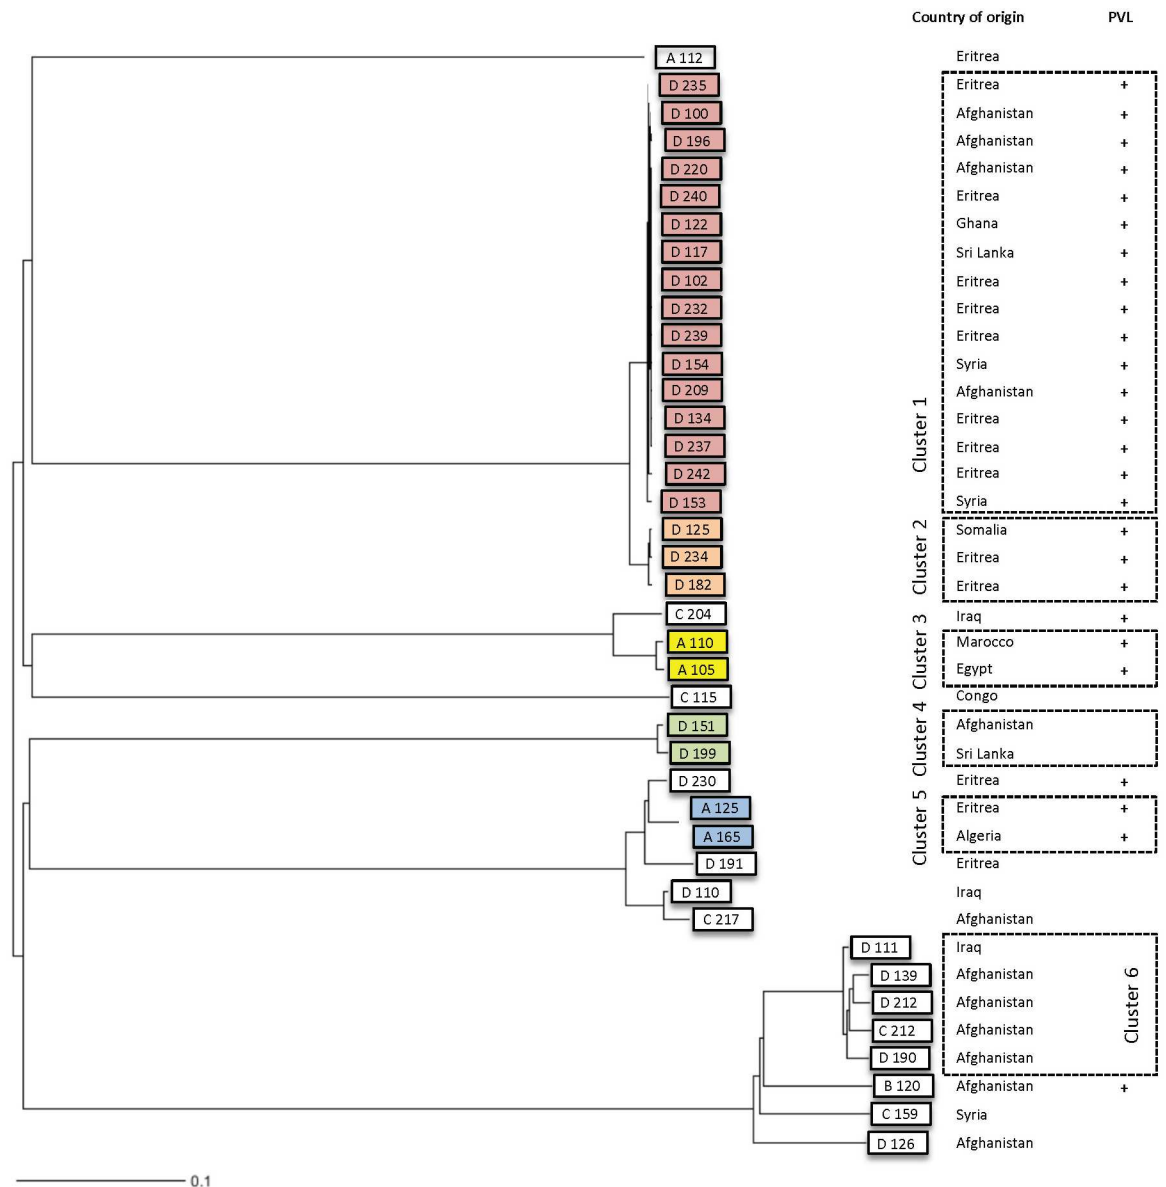 Country of origin PVL
A 112 Eritrea
D 235 Eritrea +
D 100 Afghanistan +
D 196 Afghanistan +
D 220 Afghanistan +
D 240 Eritrea +
D 122 Ghana +
D 117 Sri Lanka +
D 102 Eritrea +
D 232 Eritrea +
D 239 Eritrea +
D 154 Syria +
D 209 Afghanistan +
D 134 Eritrea +
D 237 Eritrea +
D 242 Eritrea +
D 153 Syria +
Cluster 1
D 125 Somalia +
D 234 Eritrea +
D 182 Eritrea +
Cluster 2
C 204 Iraq +
A 110 Marocco +
A 105 Egypt +
Cluster 3
C 115 Congo
D 151 Afghanistan
D 199 Sri Lanka
Cluster 4
D 230 Eritrea +
A 125 Eritrea +
A 165 Algeria +
Cluster 5
D 191 Eritrea
D 110 Iraq
C 217 Afghanistan
D 111 Iraq
D 139 Afghanistan
D 212 Afghanistan
C 212 Afghanistan
D 190 Afghanistan
Cluster 6
B 120 Afghanistan +
C 159 Syria
D 126 Afghanistan
0.1